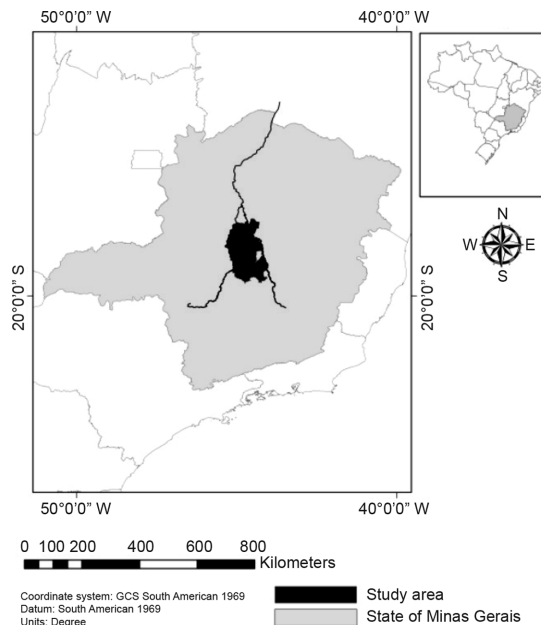 50°0’0” W 40°0’0” W
20°0’0” S 20°0’0” S
N
W E
S
50°0’0” W 40°0’0” W
0 100 200 400 600 800
Kilometers
Coordinate system: GCS South American 1969
Datum: South American 1969
Units: Degree
Study area
State of Minas Gerais